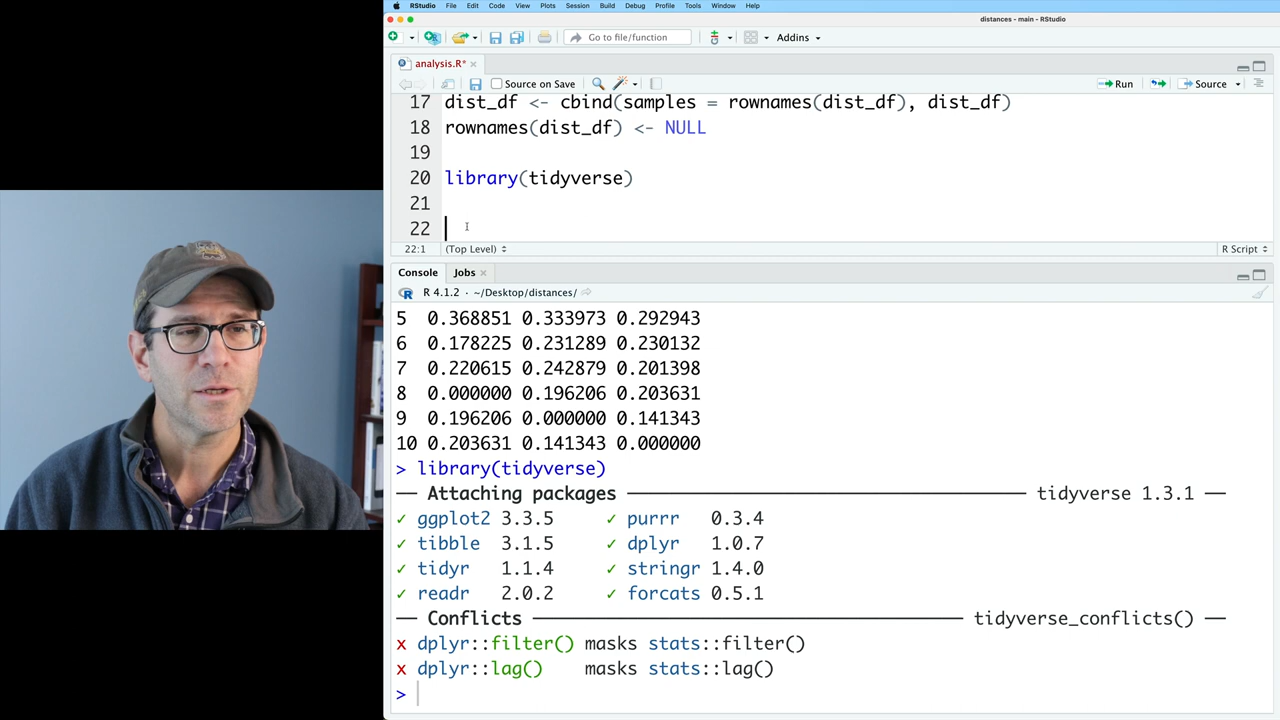 RStudio File Edit Code View Plots Session Build Debug Profile Tools Window Help
distances - main - RStudio
Go to file/function Addins
analysis.R*
Source on Save Run Source
17 dist_df <- cbind(samples = rownames(dist_df), dist_df)
18 rownames(dist_df) <- NULL
19
20 library(tidyverse)
21
22
22:1 (Top Level) R Script
Console Jobs
R 4.1.2 · ~/Desktop/distances/
5 0.368851 0.333973 0.292943
6 0.178225 0.231289 0.230132
7 0.220615 0.242879 0.201398
8 0.000000 0.196206 0.203631
9 0.196206 0.000000 0.141343
10 0.203631 0.141343 0.000000
> library(tidyverse)
── Attaching packages ──────────────── tidyverse 1.3.1 ──
✓ ggplot2 3.3.5 ✓ purrr 0.3.4
✓ tibble 3.1.5 ✓ dplyr 1.0.7
✓ tidyr 1.1.4 ✓ stringr 1.4.0
✓ readr 2.0.2 ✓ forcats 0.5.1
── Conflicts ──────────────── tidyverse_conflicts() ──
x dplyr::filter() masks stats::filter()
x dplyr::lag() masks stats::lag()
>